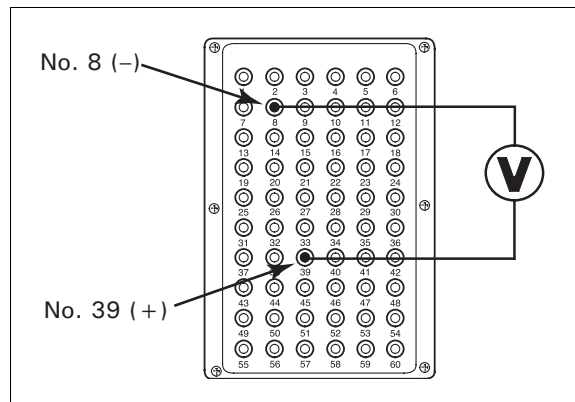 No. 8 (–)
2 3 4 5 6
7 8 9 10 11 12
13 14 15 16 17 18
19 20 21 22 23 24
V
25 26 27 28 29 30
31 32 33 34 35 36
37 39 40 41 42
No. 39 (+)
43 44 45 46 47 48
49 50 51 52 53 54
55 56 57 58 59 60